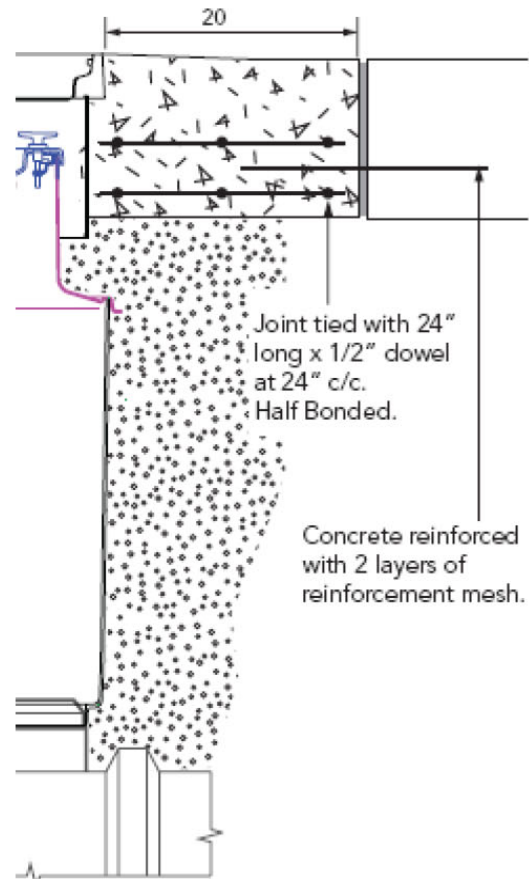 20
Joint tied with 24"
long x 1/2" dowel
at 24" c/c.
Half Bonded.
Concrete reinforced
with 2 layers of
reinforcement mesh.